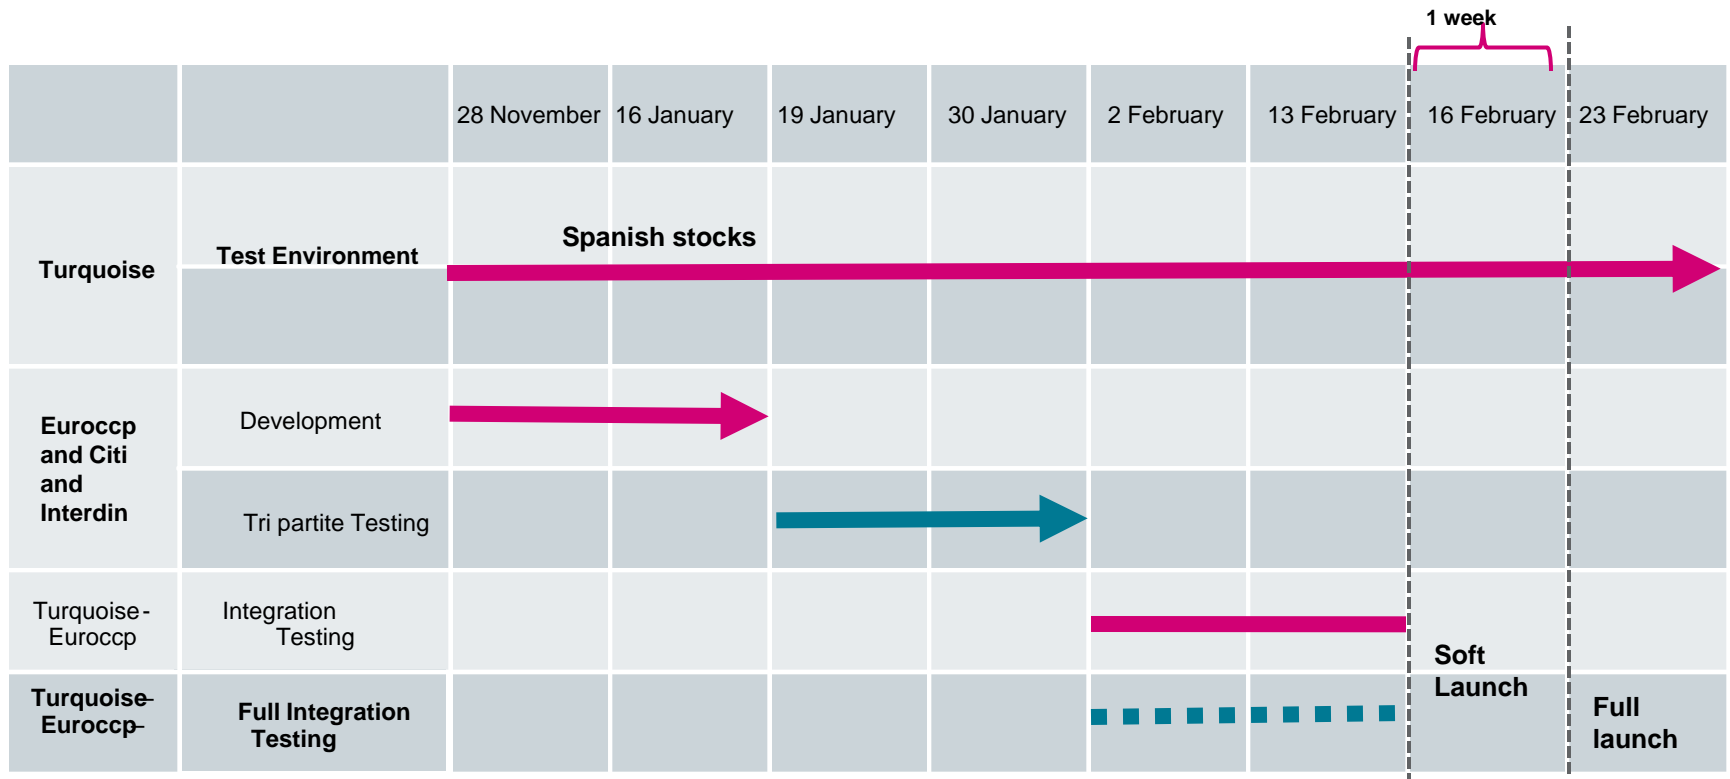 1 week
28 November 16 January 19 January 30 January 2 February 13 February 16 February 23 February
Spanish stocks
Turquoise
Test Environment
Euroccp
and Citi
and
Interdin
Development
Tri partite Testing
Turquoise-
Euroccp
Integration
Testing
Soft
Launch
Turquoise–
Euroccp–
Full Integration
Testing
Full
launch